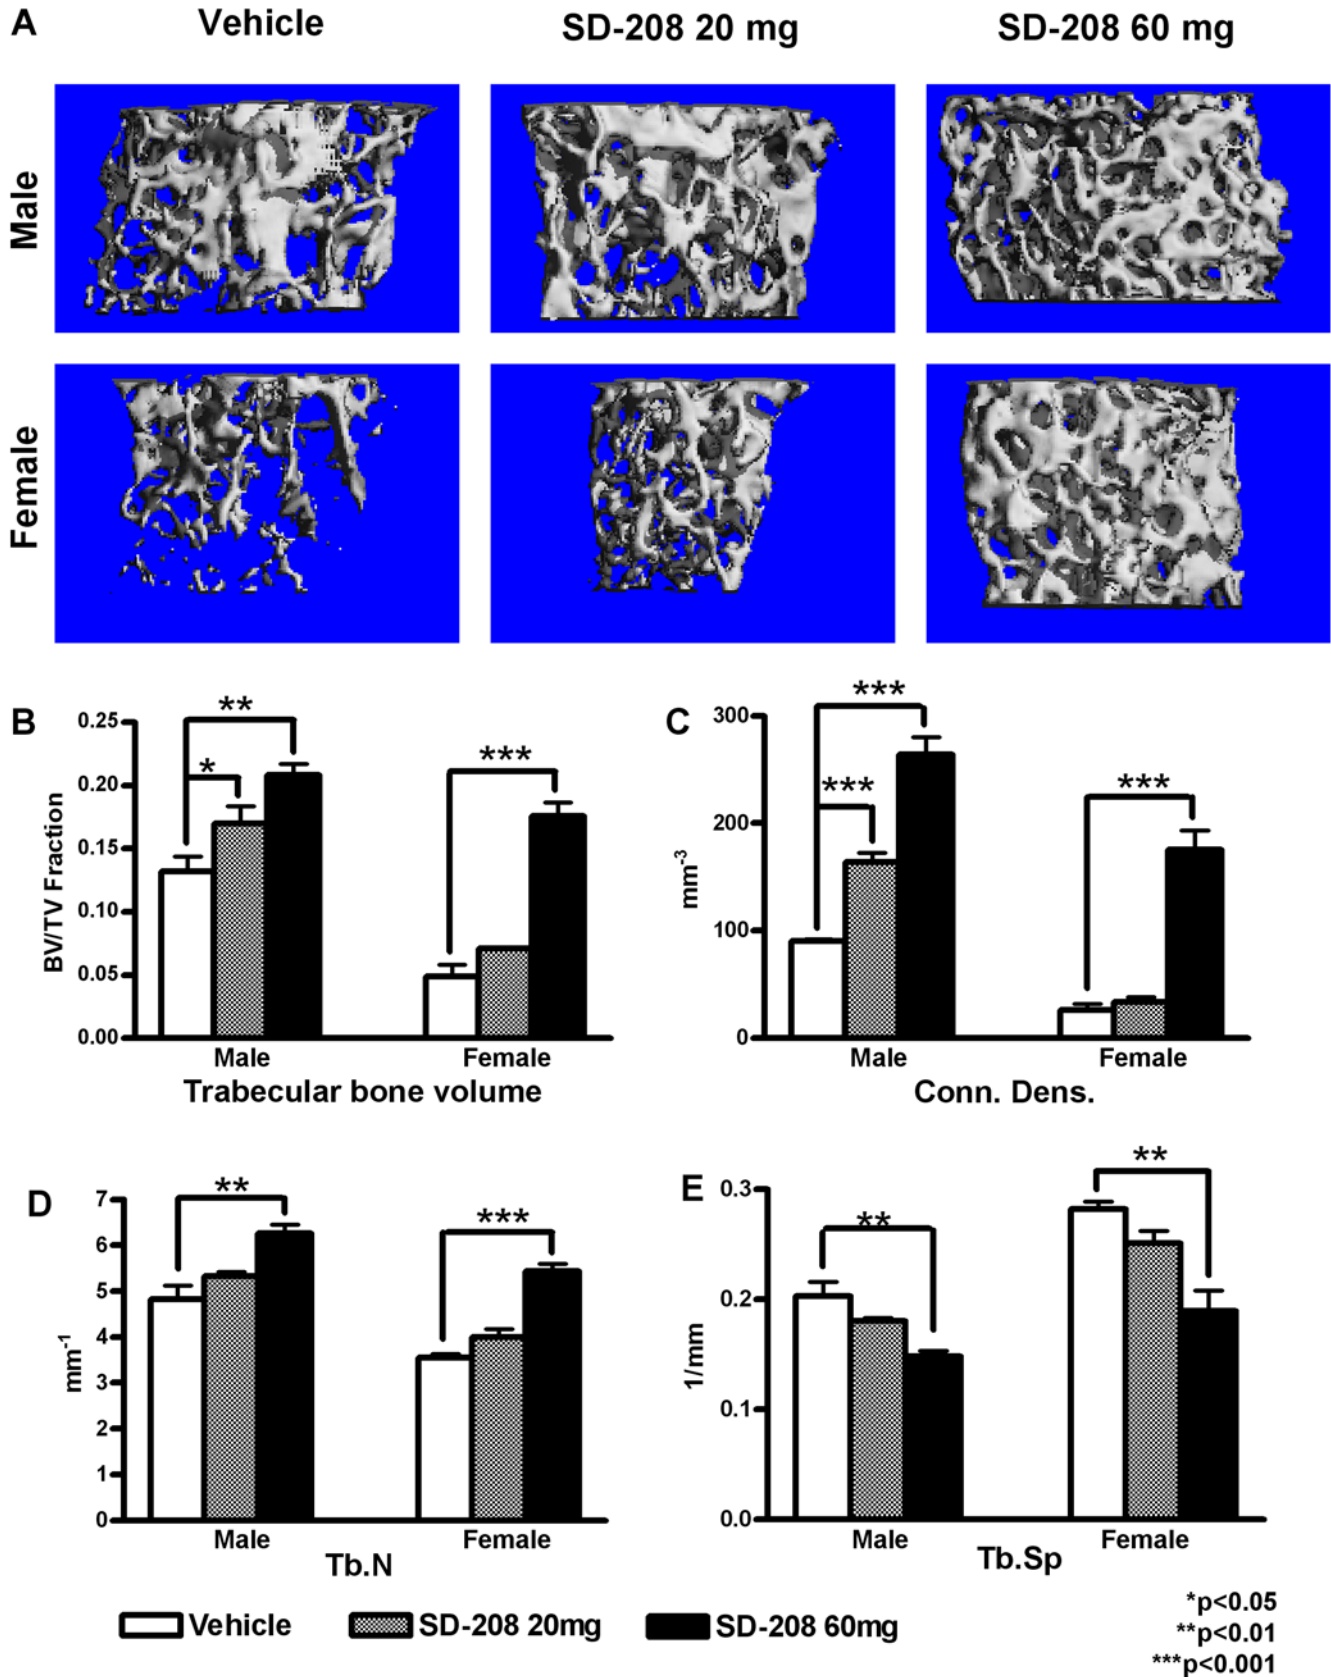 A
Vehicle
SD-208 20 mg
SD-208 60 mg
Male
Female
B
BV/TV Fraction
0.25
0.20
0.15
0.10
0.05
0.00
**
*
***
Male
Female
Trabecular bone volume
C
mm⁻³
300
200
100
0
***
***
***
Male
Female
Conn. Dens.
D
mm⁻¹
7
6
5
4
3
2
1
0
**
***
Male
Female
Tb.N
E
1/mm
0.3
0.2
0.1
0.0
**
**
Male
Female
Tb.Sp
Vehicle
SD-208 20mg
SD-208 60mg
*p<0.05
**p<0.01
***p<0.001